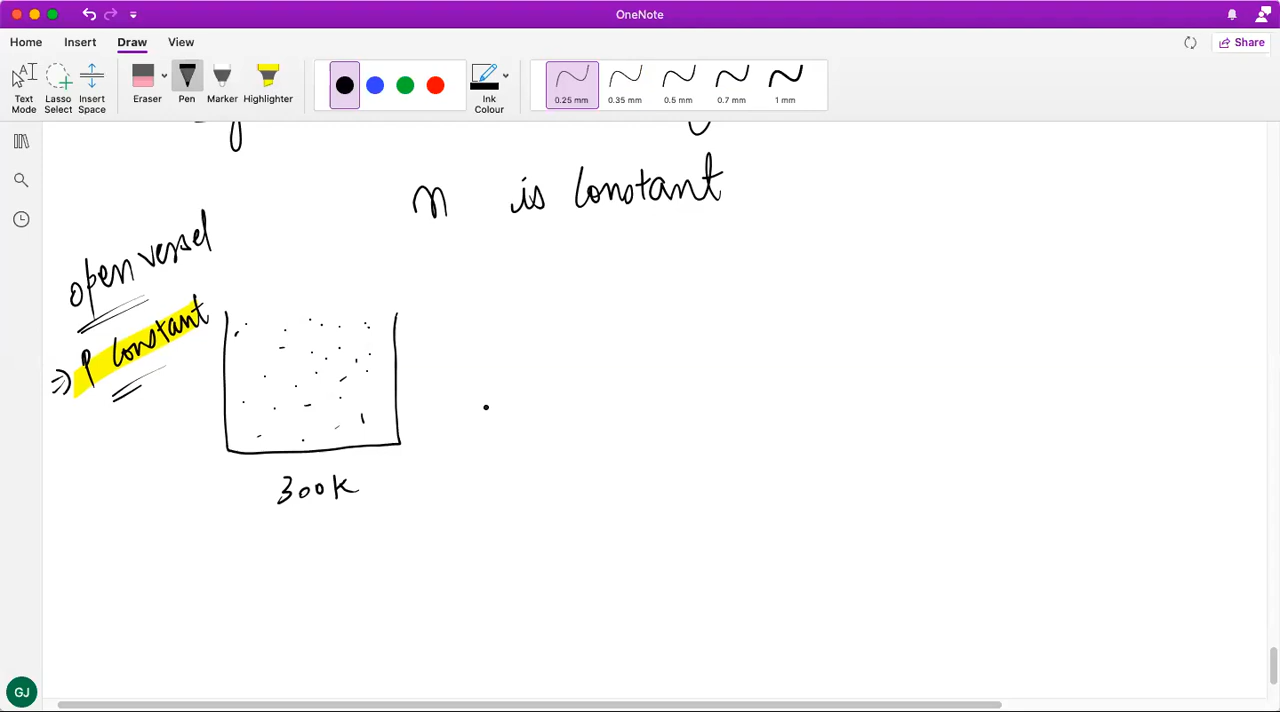 OneNote
Home Insert Draw View
Share
Text Mode
Lasso Select
Insert Space
Eraser
Pen
Marker
Highlighter
Ink Colour
0.25 mm
0.35 mm
0.5 mm
0.7 mm
1 mm
n is constant
open vessel
⇒ P constant
300K
GJ